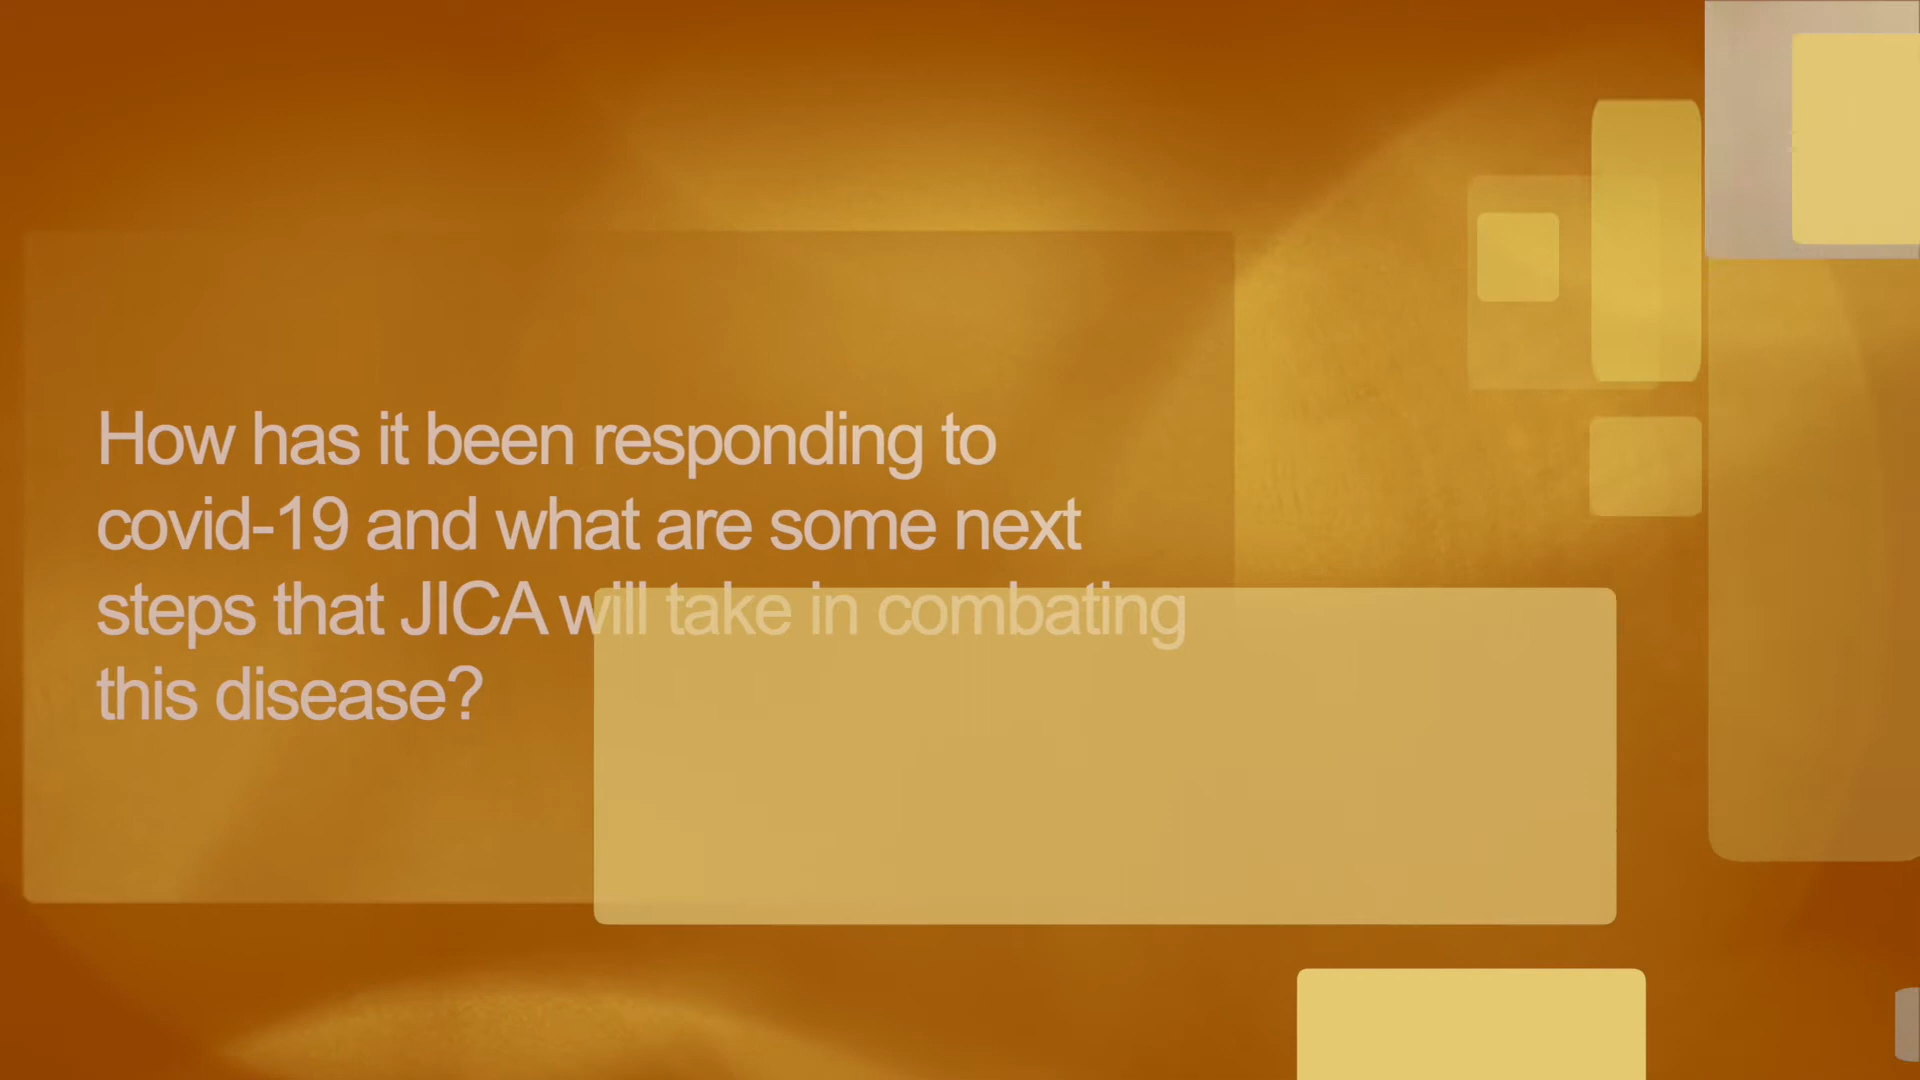 How has it been responding to
covid-19 and what are some next
steps that JICA will take in combating
this disease?